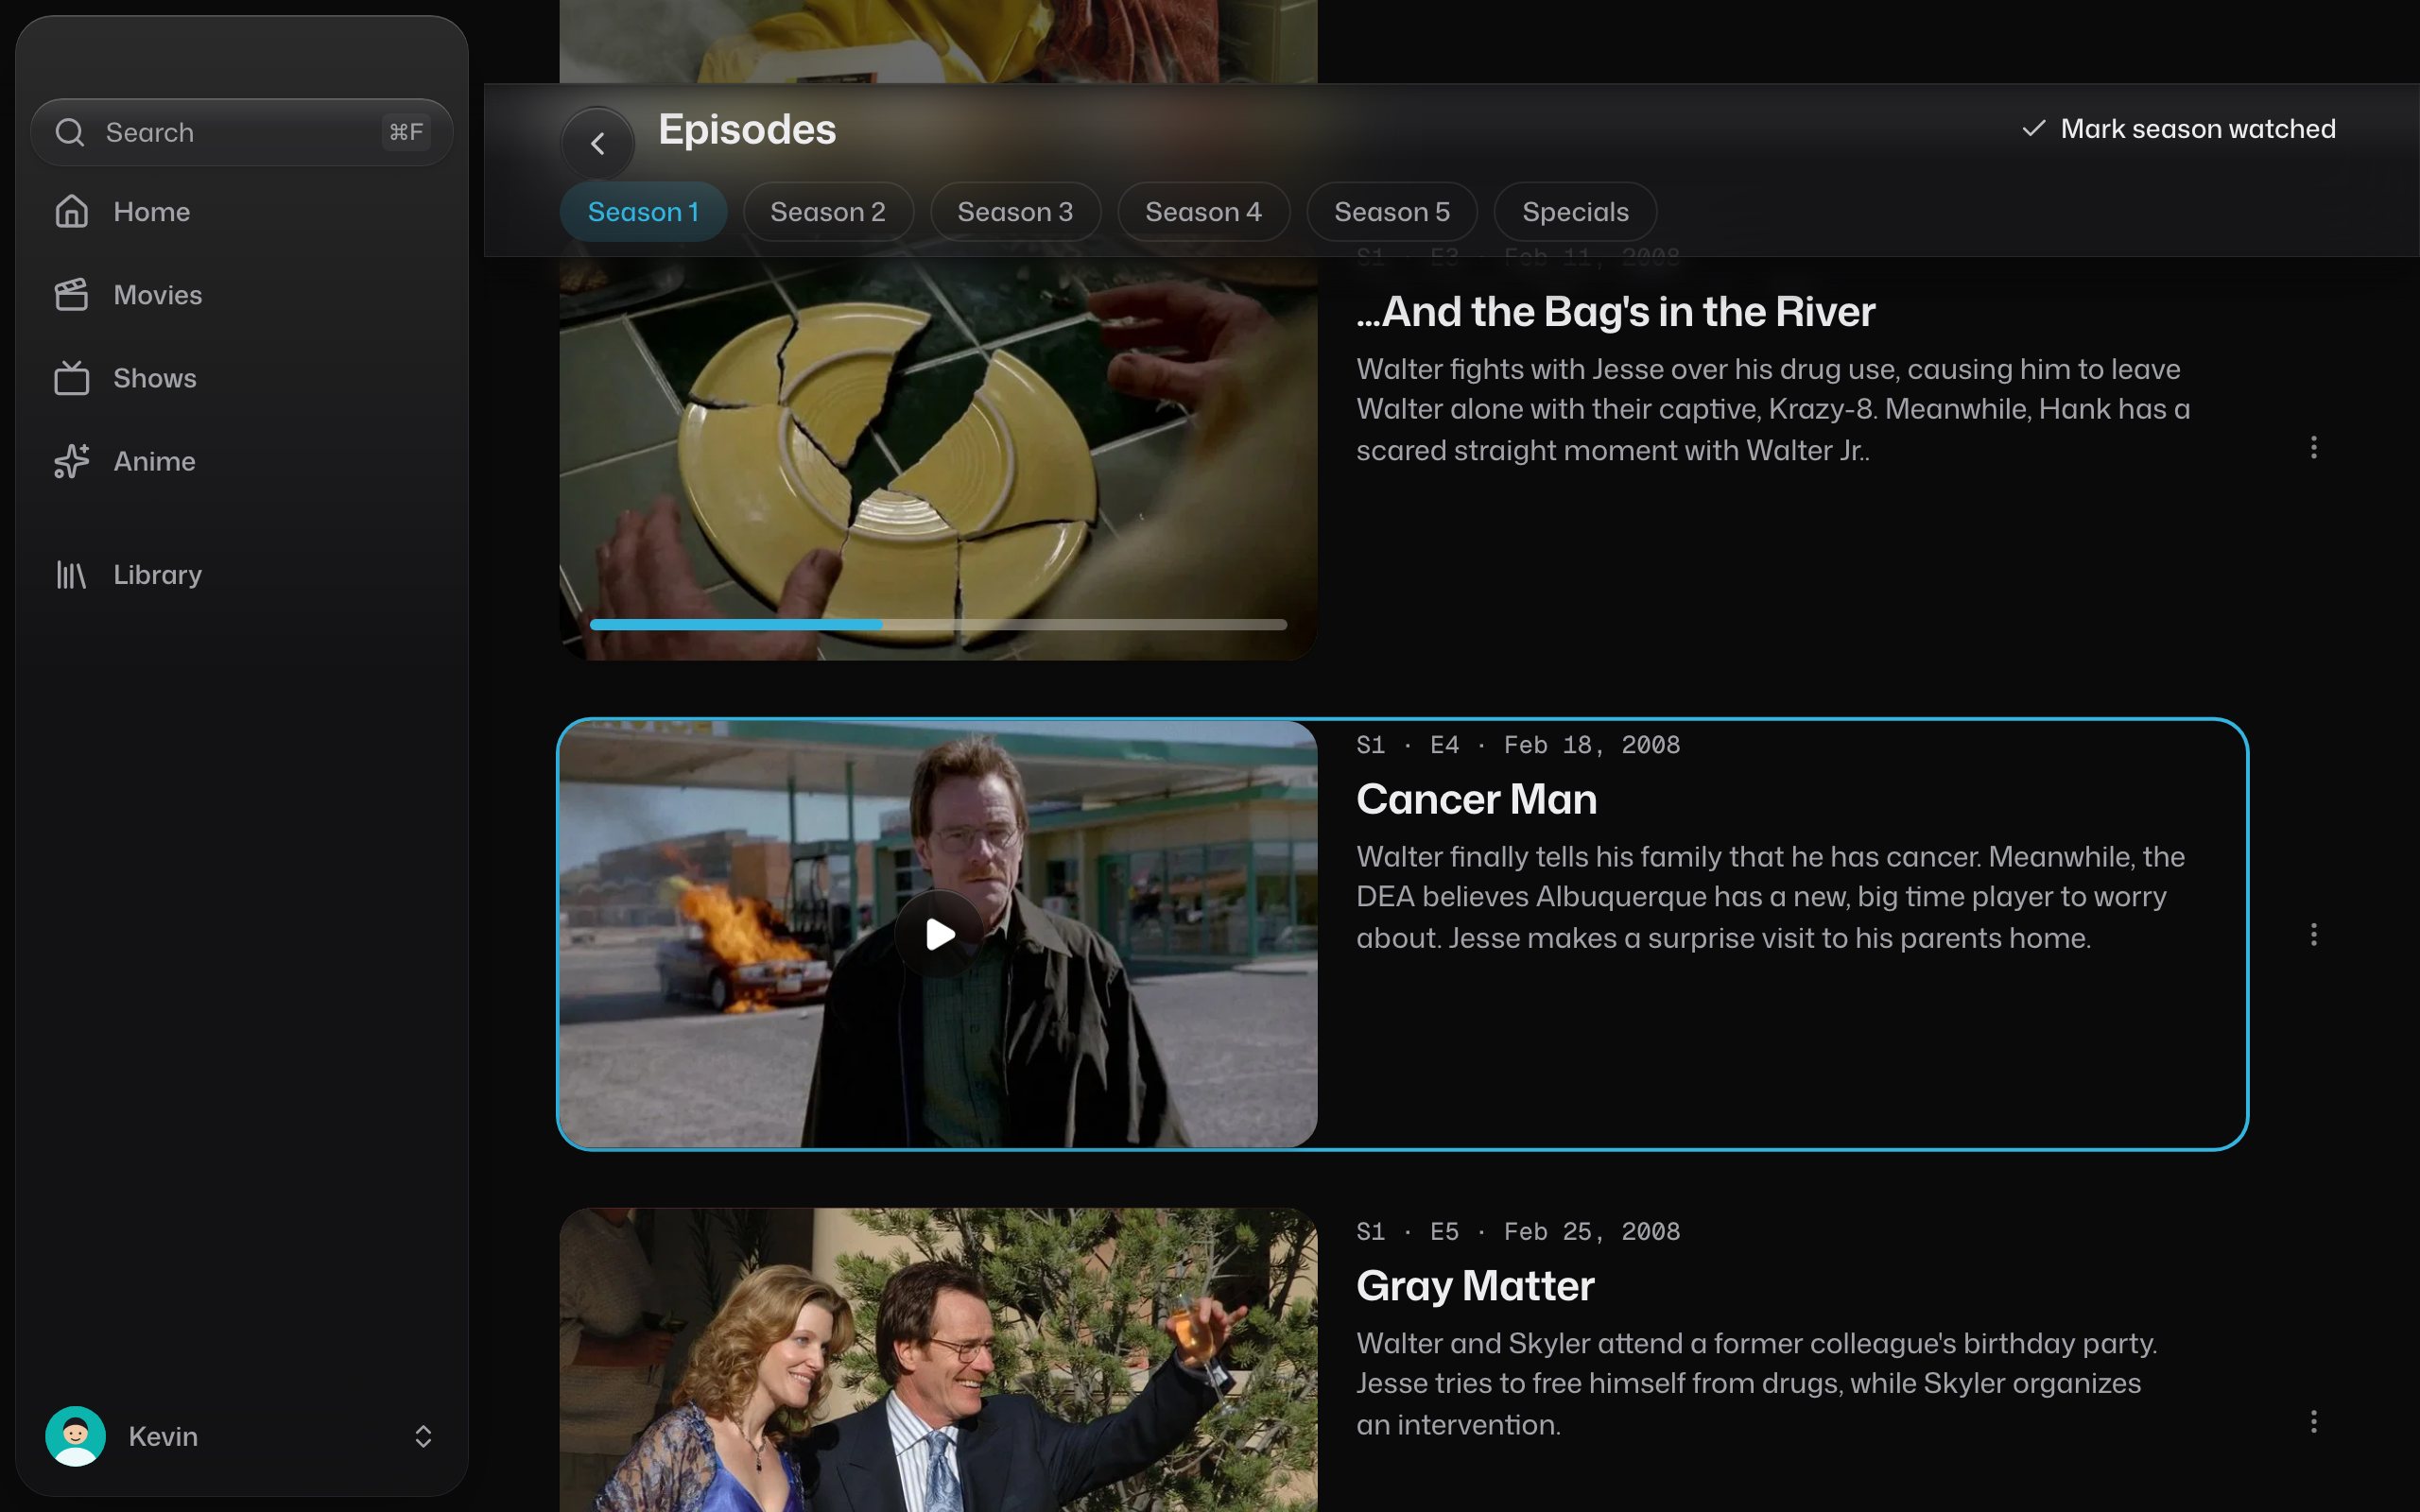 Search
⌘F
Home
Movies
Shows
Anime
Library
Kevin
Episodes
Mark season watched
Season 1
Season 2
Season 3
Season 4
Season 5
Specials
S1 · E3 · Feb 11, 2008
...And the Bag's in the River
Walter fights with Jesse over his drug use, causing him to leave
Walter alone with their captive, Krazy-8. Meanwhile, Hank has a
scared straight moment with Walter Jr..
S1 · E4 · Feb 18, 2008
Cancer Man
Walter finally tells his family that he has cancer. Meanwhile, the
DEA believes Albuquerque has a new, big time player to worry
about. Jesse makes a surprise visit to his parents home.
S1 · E5 · Feb 25, 2008
Gray Matter
Walter and Skyler attend a former colleague's birthday party.
Jesse tries to free himself from drugs, while Skyler organizes
an intervention.